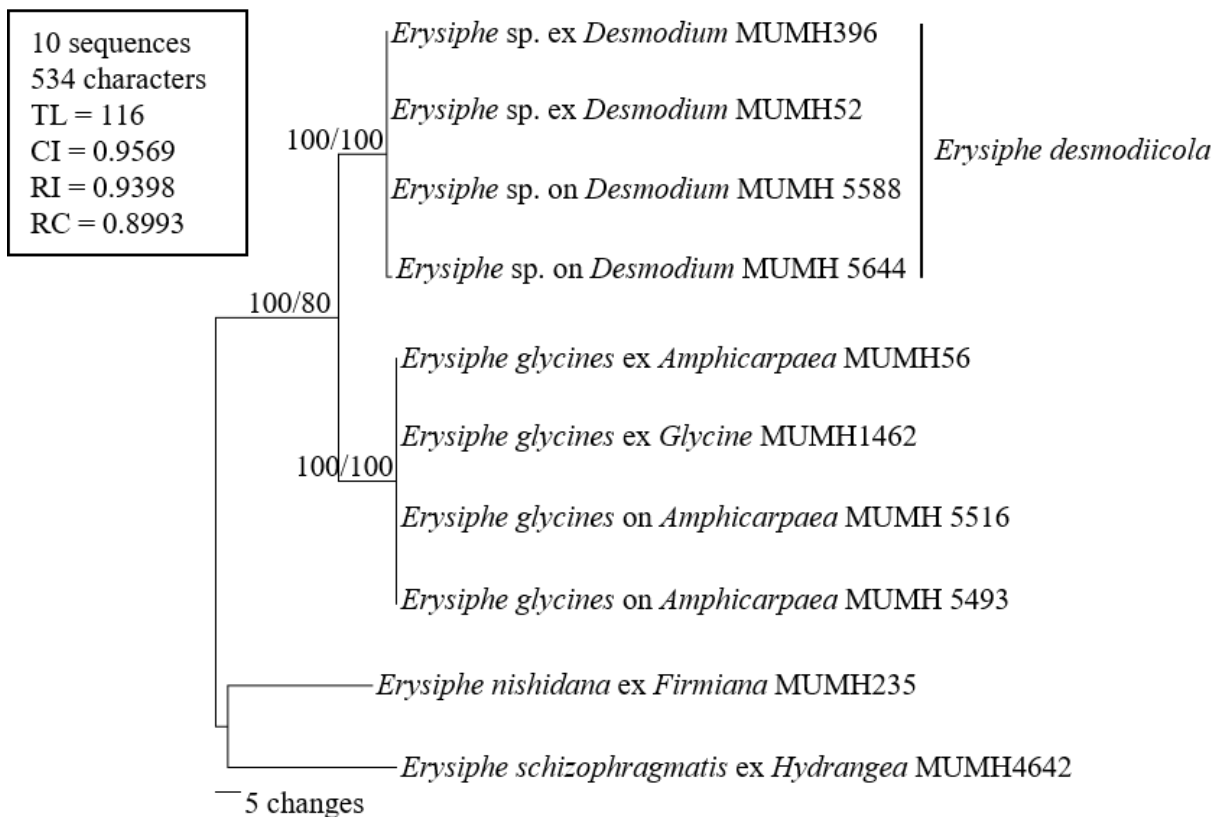 10 sequences
534 characters
TL = 116
CI = 0.9569
RI = 0.9398
RC = 0.8993
Erysiphe sp. ex Desmodium MUMH396
Erysiphe sp. ex Desmodium MUMH52
100/100
Erysiphe desmodiicola
Erysiphe sp. on Desmodium MUMH 5588
Erysiphe sp. on Desmodium MUMH 5644
100/80
Erysiphe glycines ex Amphicarpaea MUMH56
Erysiphe glycines ex Glycine MUMH1462
100/100
Erysiphe glycines on Amphicarpaea MUMH 5516
Erysiphe glycines on Amphicarpaea MUMH 5493
Erysiphe nishidana ex Firmiana MUMH235
Erysiphe schizophragmatis ex Hydrangea MUMH4642
5 changes